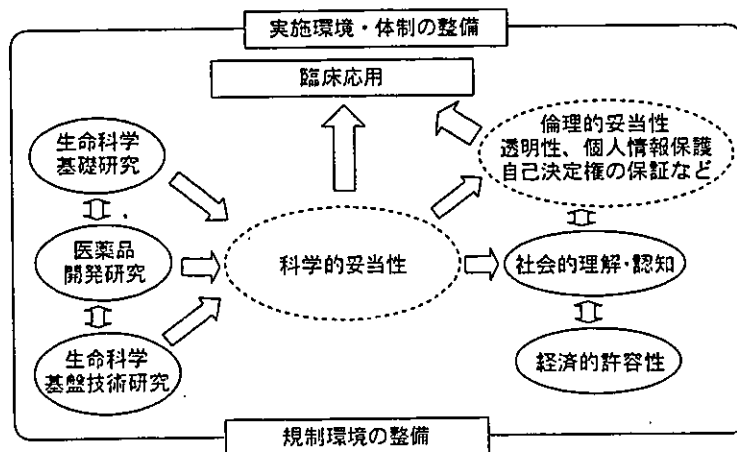 実施環境・体制の整備
臨床応用
生命科学
基礎研究
倫理的妥当性
透明性、個人情報保護
自己決定権の保証など
医薬品
開発研究
科学的妥当性
社会的理解・認知
生命科学
基盤技術研究
経済的許容性
規制環境の整備